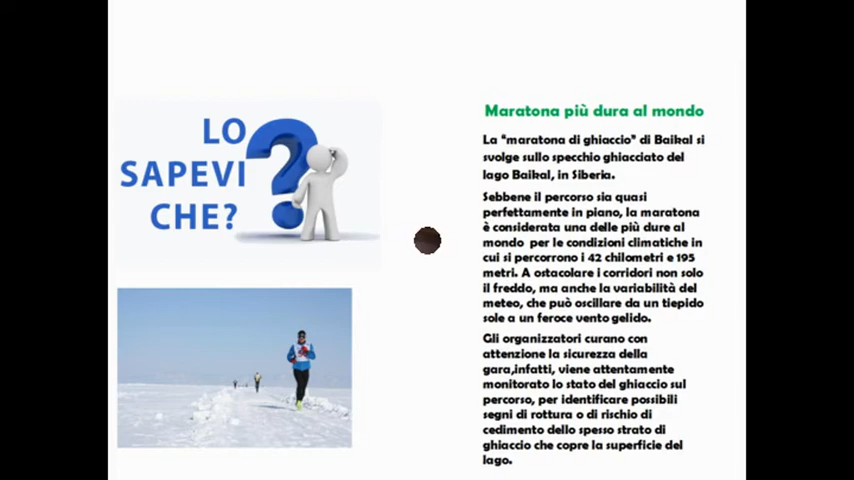 LO
SAPEVI
CHE?
Maratona più dura al mondo
La “maratona di ghiaccio” di Baikal si
svolge sullo specchio ghiacciato del
lago Baikal, in Siberia.
Sebbene il percorso sia quasi
perfettamente in piano, la maratona
è considerata una delle più dure al
mondo per le condizioni climatiche in
cui si percorrono i 42 chilometri e 195
metri. A ostacolare i corridori non solo
il freddo, ma anche la variabilità del
meteo, che può oscillare da un tiepido
sole a un feroce vento gelido.
Gli organizzatori curano con
attenzione la sicurezza della
gara,infatti, viene attentamente
monitorato lo stato del ghiaccio sul
percorso, per identificare possibili
segni di rottura o di rischio di
cedimento dello spesso strato di
ghiaccio che copre la superficie del
lago.